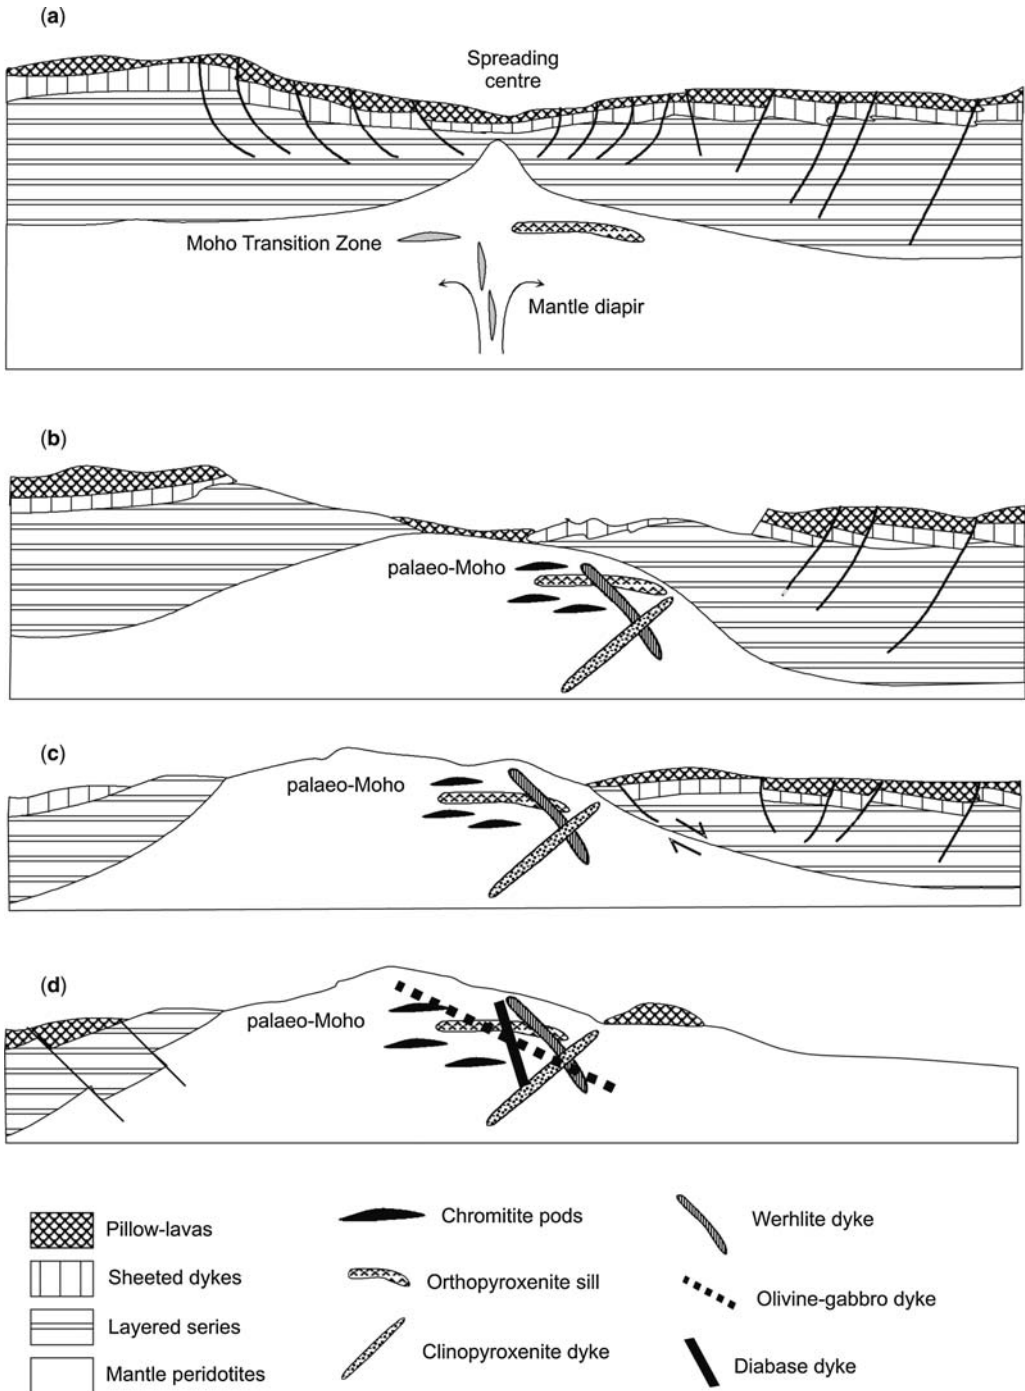 (a)
Spreading
centre
Moho Transition Zone
Mantle diapir
(b)
palaeo-Moho
(c)
palaeo-Moho
(d)
palaeo-Moho
Pillow-lavas
Sheeted dykes
Layered series
Mantle peridotites
Chromitite pods
Orthopyroxenite sill
Clinopyroxenite dyke
Werhlite dyke
Olivine-gabbro dyke
Diabase dyke